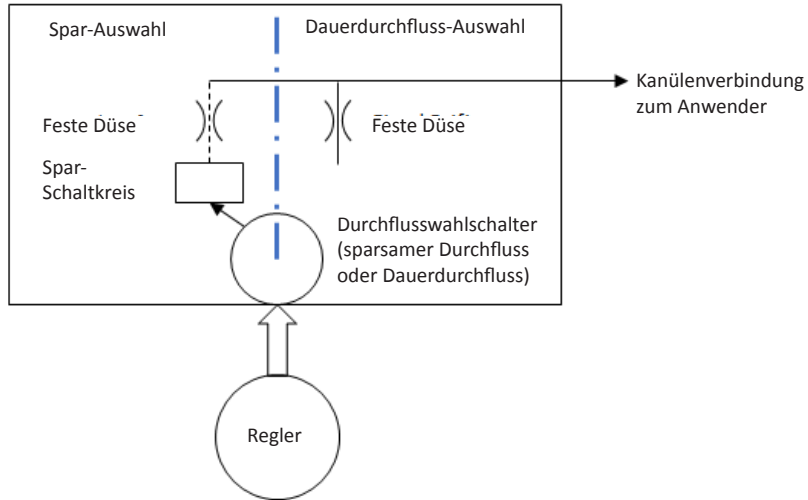 Spar-Auswahl
Dauerdurchfluss-Auswahl
Kanülenverbindung
zum Anwender
Feste Düse
Feste Düse
Spar-
Schaltkreis
Durchflusswahlschalter
(sparsamer Durchfluss
oder Dauerdurchfluss)
Regler